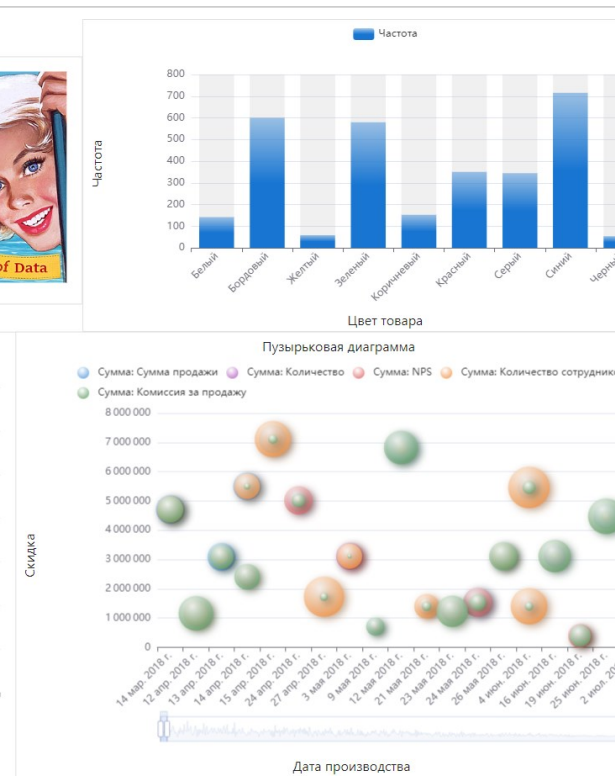 Частота
800
700
600
500
400
300
200
100
0
Частота
Белый
Бордовый
Желтый
Зеленый
Коричневый
Красный
Серый
Синий
Цвет товара
of Data
Пузырьковая диаграмма
Сумма: Сумма продажи Сумма: Количество Сумма: NPS Сумма: Количество
Сумма: Комиссия за продажу
8 000 000
7 000 000
6 000 000
5 000 000
4 000 000
3 000 000
2 000 000
1 000 000
0
Скидка
14 мар. 2018 г.
12 апр. 2018 г.
13 апр. 2018 г.
14 апр. 2018 г.
15 апр. 2018 г.
24 апр. 2018 г.
27 апр. 2018 г.
3 мая 2018 г.
9 мая 2018 г.
12 мая 2018 г.
21 мая 2018 г.
23 мая 2018 г.
24 мая 2018 г.
26 мая 2018 г.
4 июн. 2018 г.
16 июн. 2018 г.
19 июн. 2018 г.
25 июн. 2018 г.
Дата производства